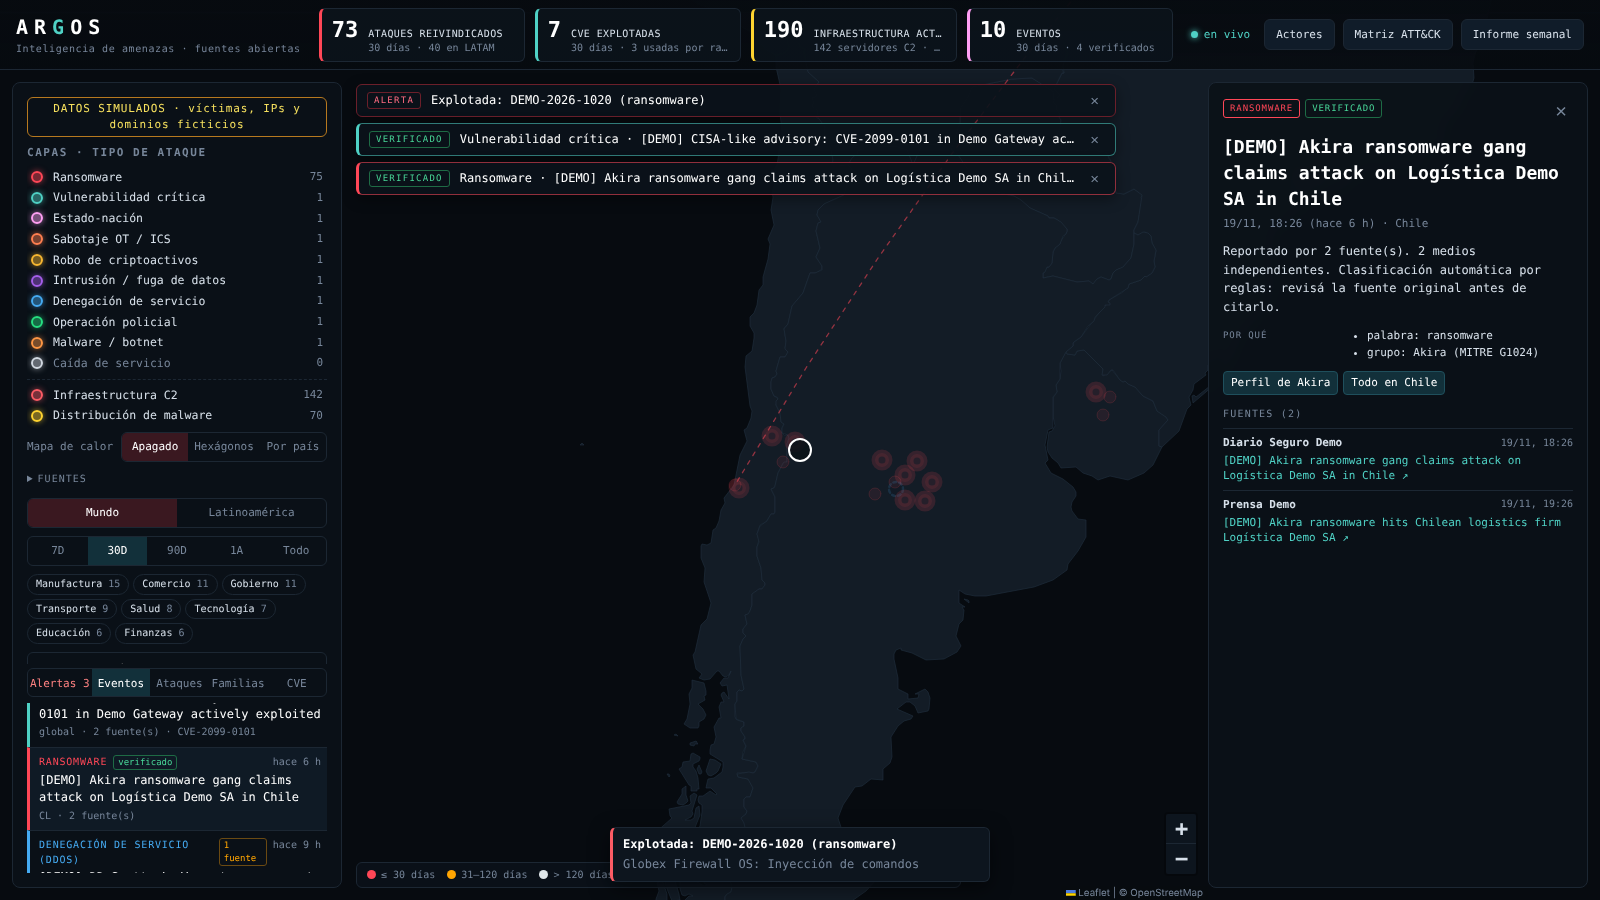 ARGOS
Inteligencia de amenazas · fuentes abiertas
73 ATAQUES REIVINDICADOS
30 días · 40 en LATAM
7 CVE EXPLOTADAS
30 días · 3 usadas por ra…
190 INFRAESTRUCTURA ACT…
142 servidores C2 · …
10 EVENTOS
30 días · 4 verificados
en vivo
Actores
Matriz ATT&CK
Informe semanal
DATOS SIMULADOS · víctimas, IPs y
dominios ficticios
CAPAS · TIPO DE ATAQUE
Ransomware 75
Vulnerabilidad crítica 1
Estado-nación 1
Sabotaje OT / ICS 1
Robo de criptoactivos 1
Intrusión / fuga de datos 1
Denegación de servicio 1
Operación policial 1
Malware / botnet 1
Caída de servicio 0
Infraestructura C2 142
Distribución de malware 70
Mapa de calor Apagado Hexágonos Por país
▶ FUENTES
Mundo Latinoamérica
7D 30D 90D 1A Todo
Manufactura 15 Comercio 11 Gobierno 11
Transporte 9 Salud 8 Tecnología 7
Educación 6 Finanzas 6
Alertas 3 Eventos Ataques Familias CVE
0101 in Demo Gateway actively exploited
global · 2 fuente(s) · CVE-2099-0101
RANSOMWARE verificado hace 6 h
[DEMO] Akira ransomware gang claims
attack on Logística Demo SA in Chile
CL · 2 fuente(s)
DENEGACIÓN DE SERVICIO
(DDOS)
1
fuente
hace 9 h
ALERTA Explotada: DEMO-2026-1020 (ransomware) ×
VERIFICADO Vulnerabilidad crítica · [DEMO] CISA-like advisory: CVE-2099-0101 in Demo Gateway ac… ×
VERIFICADO Ransomware · [DEMO] Akira ransomware gang claims attack on Logística Demo SA in Chil… ×
≤ 30 días 31–120 días > 120 días
Explotada: DEMO-2026-1020 (ransomware)
Globex Firewall OS: Inyección de comandos
+
−
Leaflet | © OpenStreetMap
RANSOMWARE VERIFICADO ×
[DEMO] Akira ransomware gang
claims attack on Logística Demo
SA in Chile
19/11, 18:26 (hace 6 h) · Chile
Reportado por 2 fuente(s). 2 medios
independientes. Clasificación automática por
reglas: revisá la fuente original antes de
citarlo.
POR QUÉ
• palabra: ransomware
• grupo: Akira (MITRE G1024)
Perfil de Akira Todo en Chile
FUENTES (2)
Diario Seguro Demo 19/11, 18:26
[DEMO] Akira ransomware gang claims attack on
Logística Demo SA in Chile ↗
Prensa Demo 19/11, 19:26
[DEMO] Akira ransomware hits Chilean logistics firm
Logística Demo SA ↗